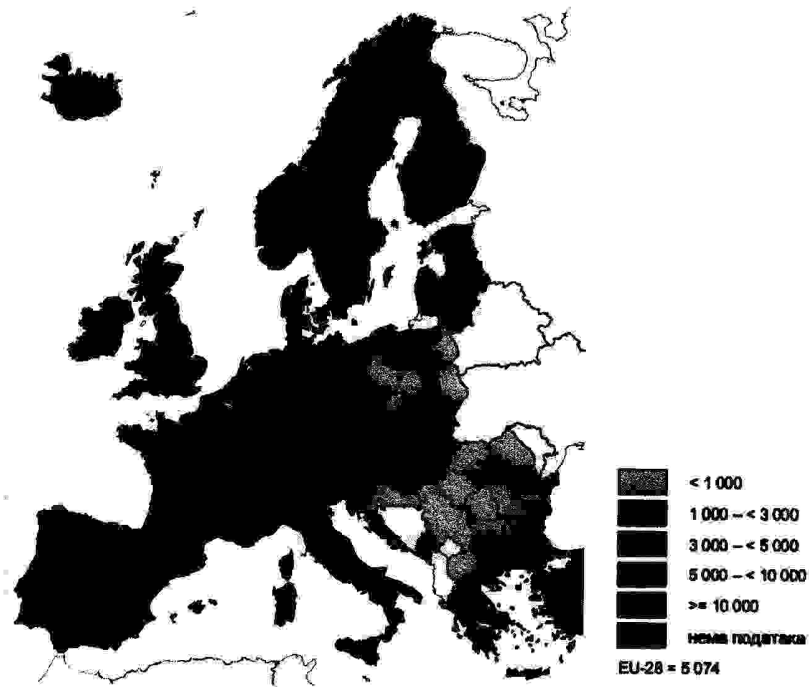 < 1 000
1 000 – < 3 000
3 000 – < 5 000
5 000 – < 10 000
>= 10 000
нема података
EU-28 = 5 074